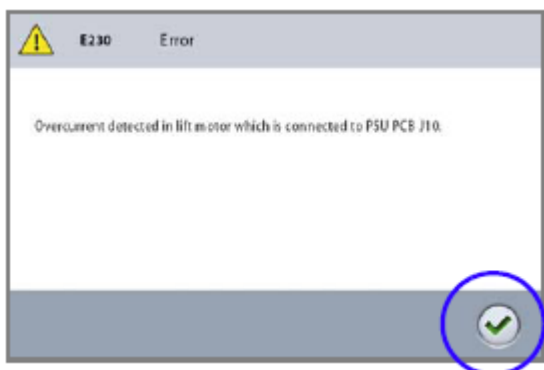 E230 Error
Overcurrent detected in lift motor which is connected to PSU PCB J10.